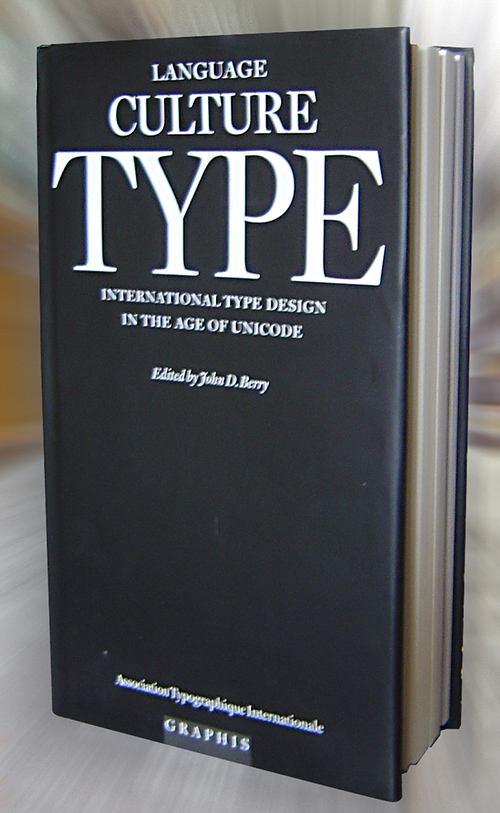 LANGUAGE
CULTURE
TYPE
INTERNATIONAL TYPE DESIGN
IN THE AGE OF UNICODE
Edited by John D. Berry
Association Typographique Internationale
GRAPHIS